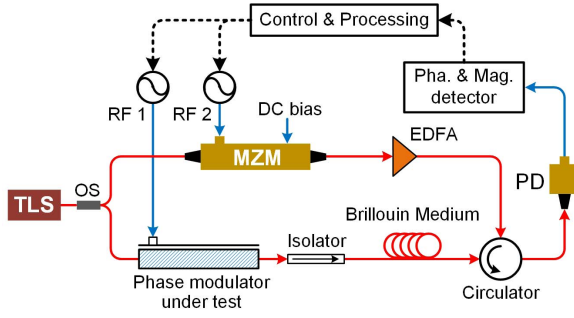 Control & Processing
Pha. & Mag.
detector
RF 1
RF 2
DC bias
EDFA
MZM
PD
TLS
OS
Brillouin Medium
Isolator
Phase modulator
under test
Circulator